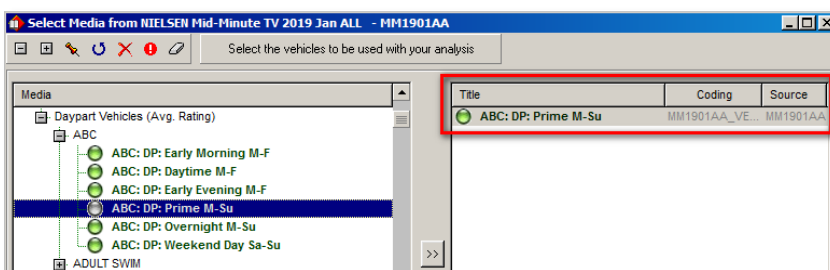 Select Media from NIELSEN Mid-Minute TV 2019 Jan ALL - MM1901AA
Select the vehicles to be used with your analysis
Media
Daypart Vehicles (Avg. Rating)
ABC
ABC: DP: Early Morning M-F
ABC: DP: Daytime M-F
ABC: DP: Early Evening M-F
ABC: DP: Prime M-Su
ABC: DP: Overnight M-Su
ABC: DP: Weekend Day Sa-Su
ADULT SWIM
>>
Title Coding Source
ABC: DP: Prime M-Su MM1901AA_VE... MM1901AA